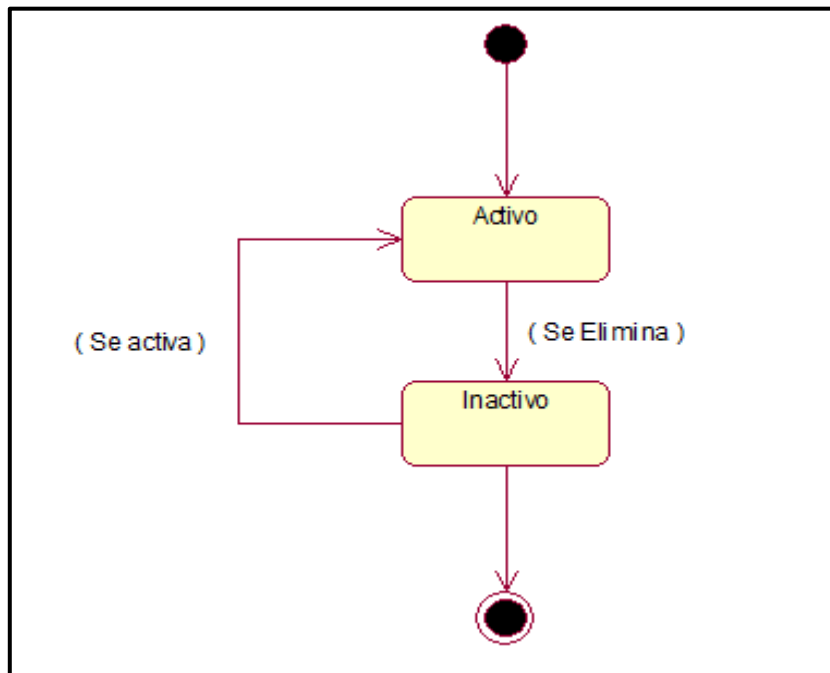 Activo
( Se activa )
( Se Elimina )
Inactivo